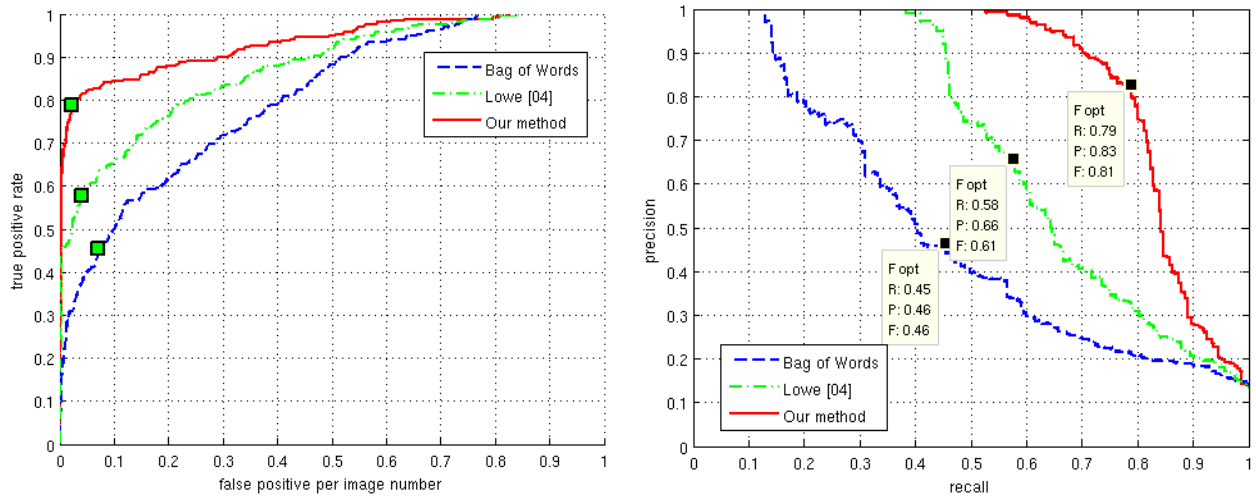 1
0.9
0.8
0.7
0.6
0.5
0.4
0.3
0.2
0.1
0
true positive rate
Bag of Words
Lowe [04]
Our method
0 0.1 0.2 0.3 0.4 0.5 0.6 0.7 0.8 0.9 1
false positive per image number
1
0.9
0.8
0.7
0.6
0.5
0.4
0.3
0.2
0.1
0
precision
F opt
R: 0.79
P: 0.83
F: 0.81
F opt
R: 0.58
P: 0.66
F: 0.61
F opt
R: 0.45
P: 0.46
F: 0.46
Bag of Words
Lowe [04]
Our method
0 0.1 0.2 0.3 0.4 0.5 0.6 0.7 0.8 0.9 1
recall